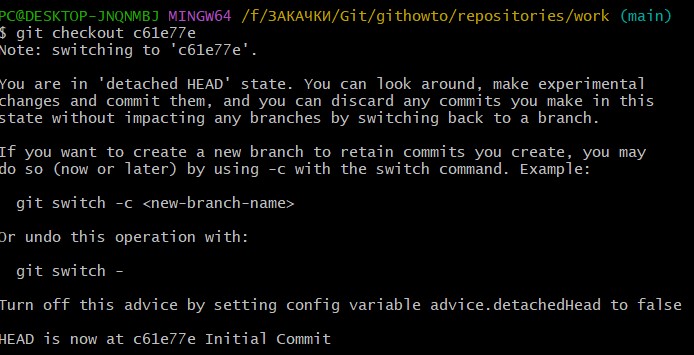 PC@DESKTOP-JNQNMBJ MINGW64 /f/ЗАКАЧКИ/Git/githowto/repositories/work (main)
$ git checkout c61e77e
Note: switching to 'c61e77e'.
You are in 'detached HEAD' state. You can look around, make experimental
changes and commit them, and you can discard any commits you make in this
state without impacting any branches by switching back to a branch.
If you want to create a new branch to retain commits you create, you may
do so (now or later) by using -c with the switch command. Example:
git switch -c <new-branch-name>
Or undo this operation with:
git switch -
Turn off this advice by setting config variable advice.detachedHead to false
HEAD is now at c61e77e Initial Commit